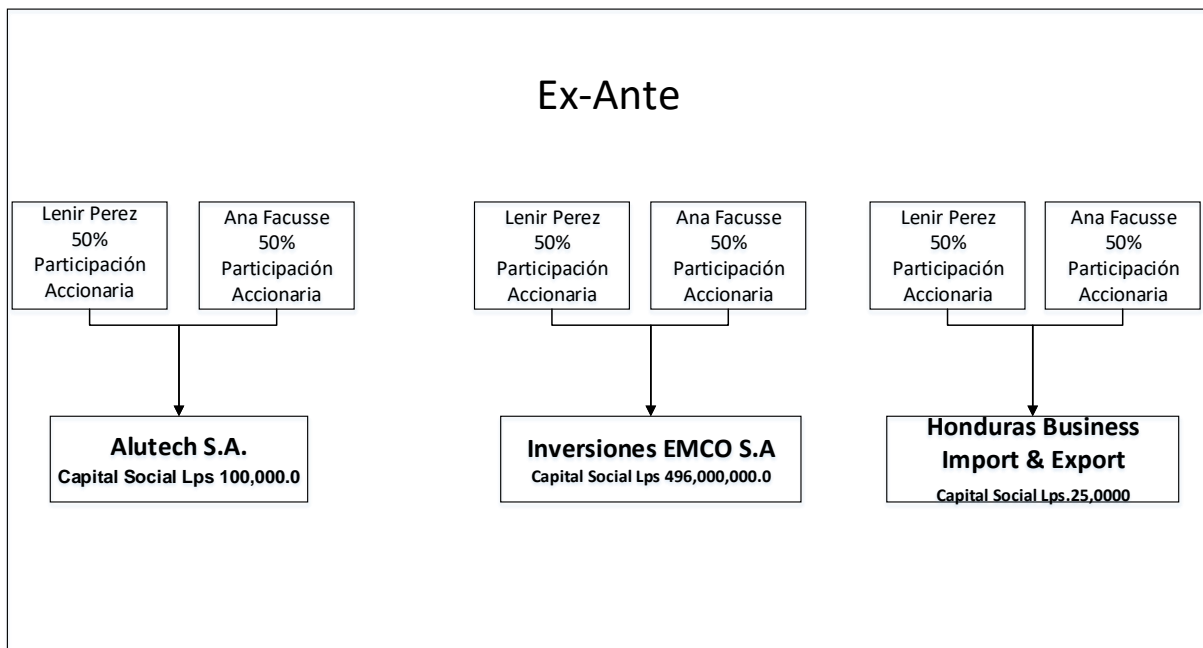 Ex-Ante
Lenir Perez
50%
Participación
Accionaria
Ana Facusse
50%
Participación
Accionaria
Lenir Perez
50%
Participación
Accionaria
Ana Facusse
50%
Participación
Accionaria
Lenir Perez
50%
Participación
Accionaria
Ana Facusse
50%
Participación
Accionaria
Alutech S.A.
Capital Social Lps 100,000.0
Inversiones EMCO S.A
Capital Social Lps 496,000,000.0
Honduras Business
Import & Export
Capital Social Lps.25,0000